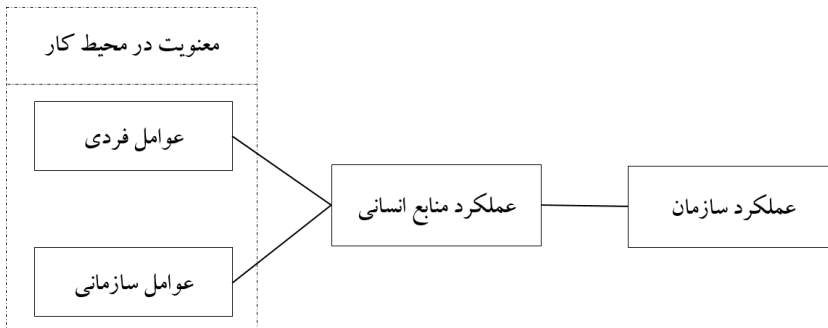 معنویت در محیط کار
عوامل فردی
عملکرد منابع انسانی
عملکرد سازمان
عوامل سازمانی